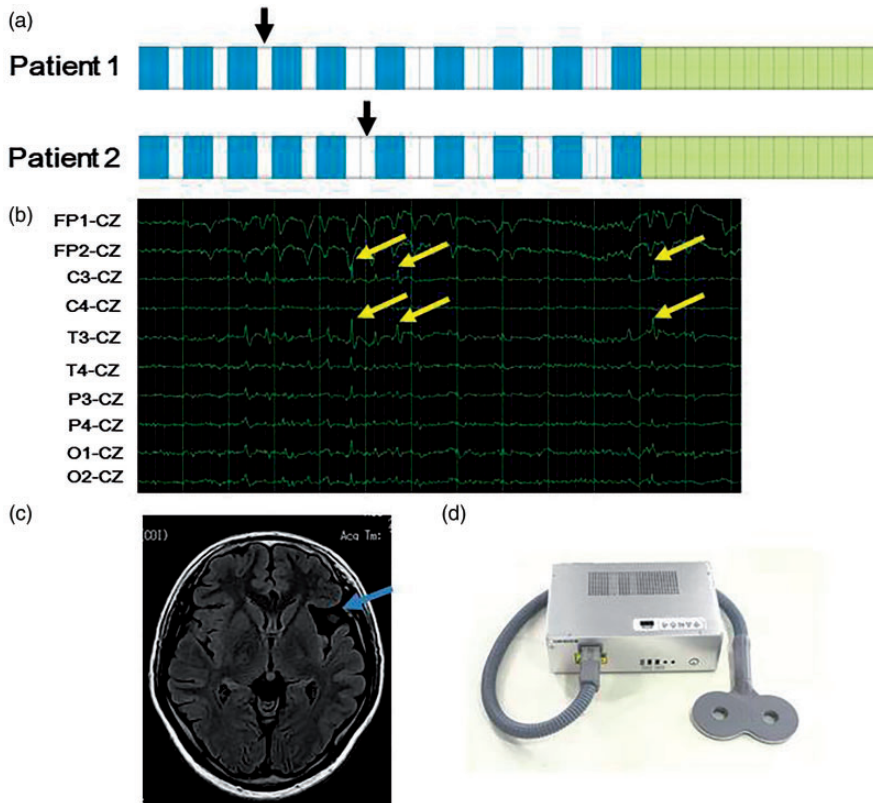 (a)
Patient 1
Patient 2
(b)
FP1-CZ
FP2-CZ
C3-CZ
C4-CZ
T3-CZ
T4-CZ
P3-CZ
P4-CZ
O1-CZ
O2-CZ
(c)
(d)
(COI)
Acq Tm: